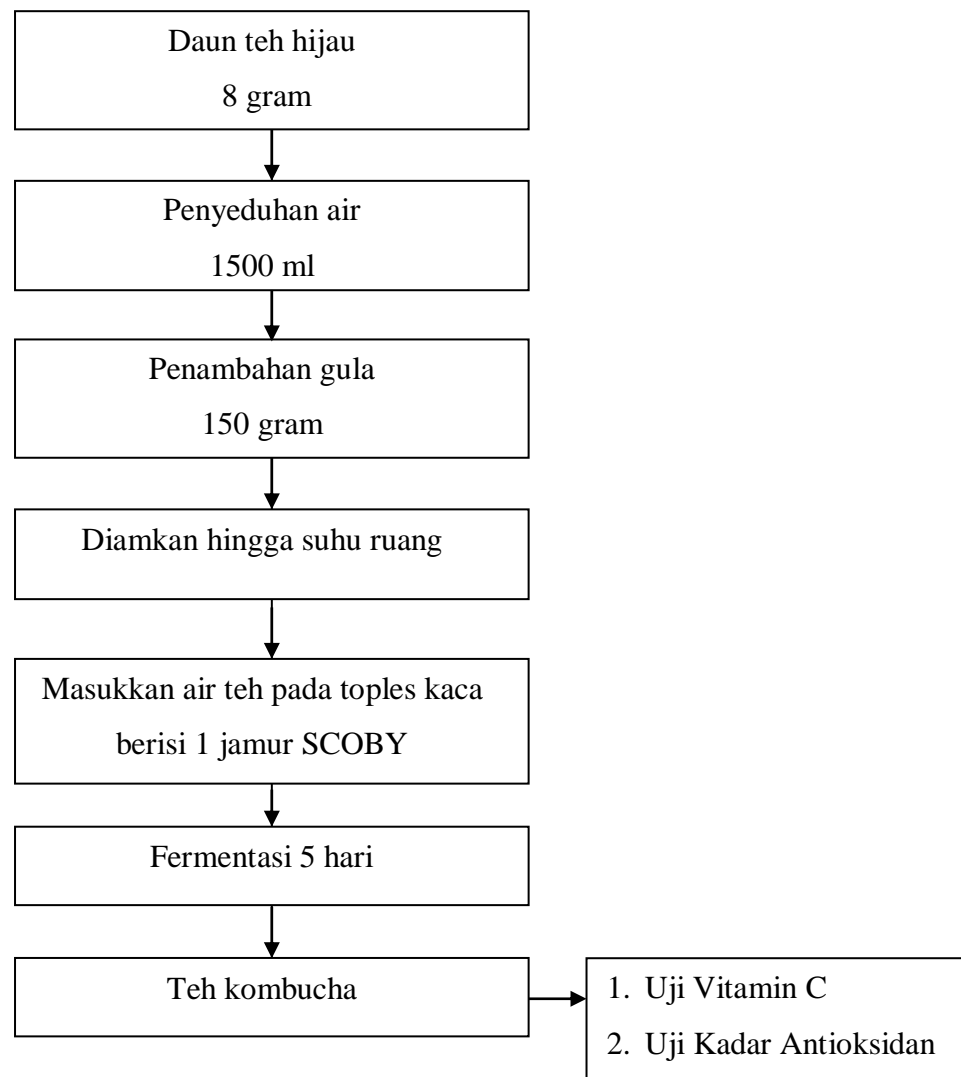 Daun teh hijau
8 gram
Penyeduhan air
1500 ml
Penambahan gula
150 gram
Diamkan hingga suhu ruang
Masukkan air teh pada toples kaca
berisi 1 jamur SCOBY
Fermentasi 5 hari
Teh kombucha
1. Uji Vitamin C
2. Uji Kadar Antioksidan